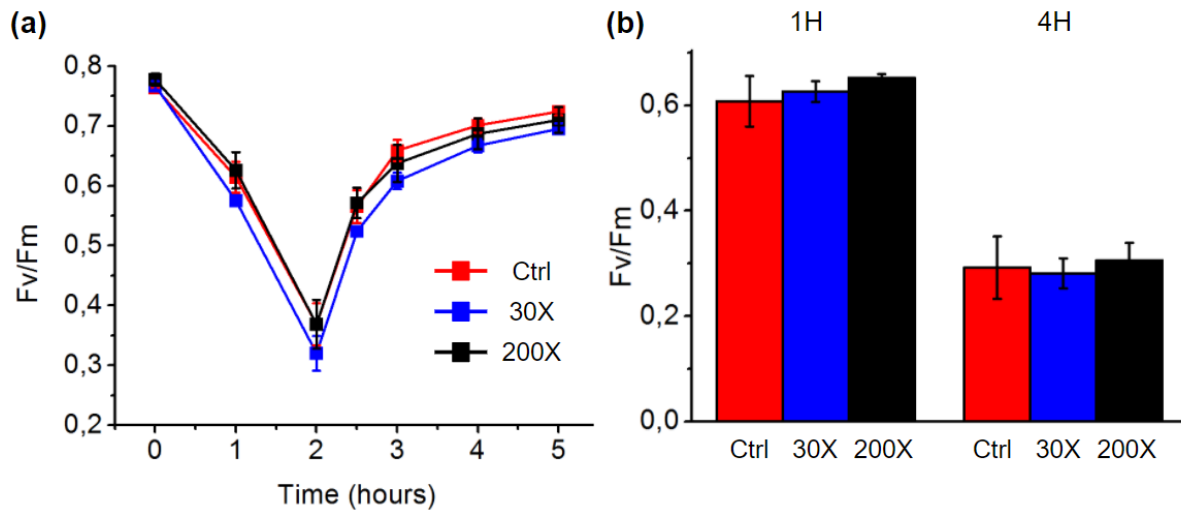 (a)
0,8
0,7
0,6
0,5
0,4
0,3
0,2
Fv/Fm
Ctrl
30X
200X
0 1 2 3 4 5
Time (hours)
(b)
1H 4H
0,6
0,4
0,2
0,0
Fv/Fm
Ctrl 30X 200X Ctrl 30X 200X